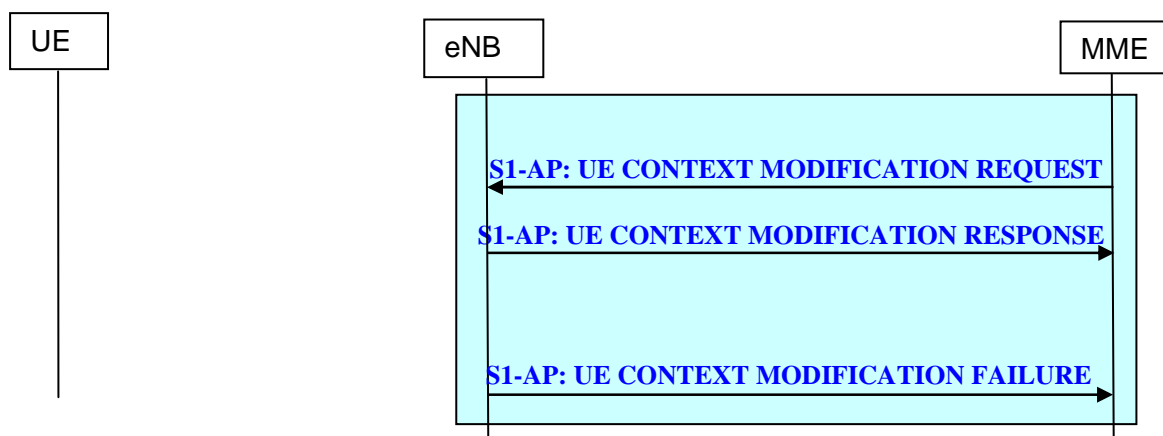 UE
eNB
MME
S1-AP: UE CONTEXT MODIFICATION REQUEST
S1-AP: UE CONTEXT MODIFICATION RESPONSE
S1-AP: UE CONTEXT MODIFICATION FAILURE